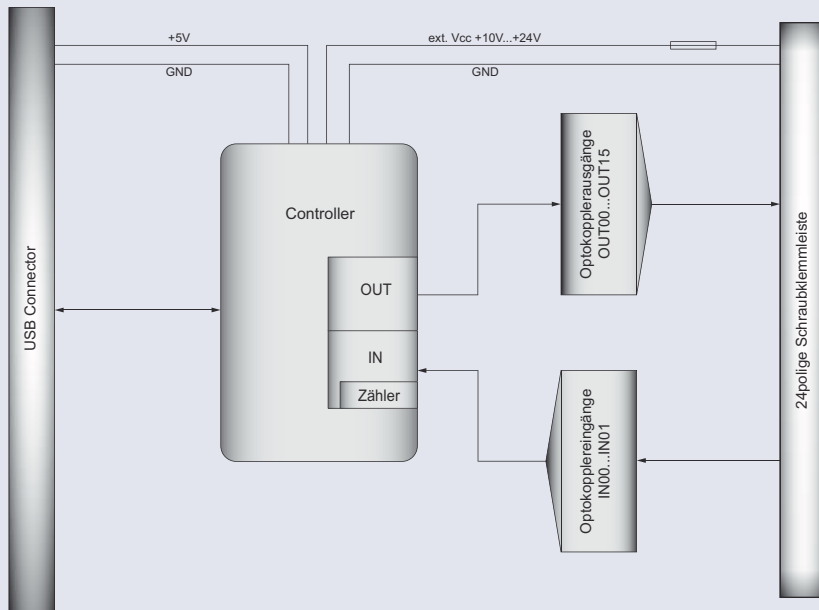 +5V
ext. Vcc +10V...+24V
GND
GND
Controller
OUT
IN
Zähler
Optokopplerausgänge
OUT00...OUT15
Optokopplereingänge
IN00...IN01
USB Connector
24polige Schraubklemmleiste